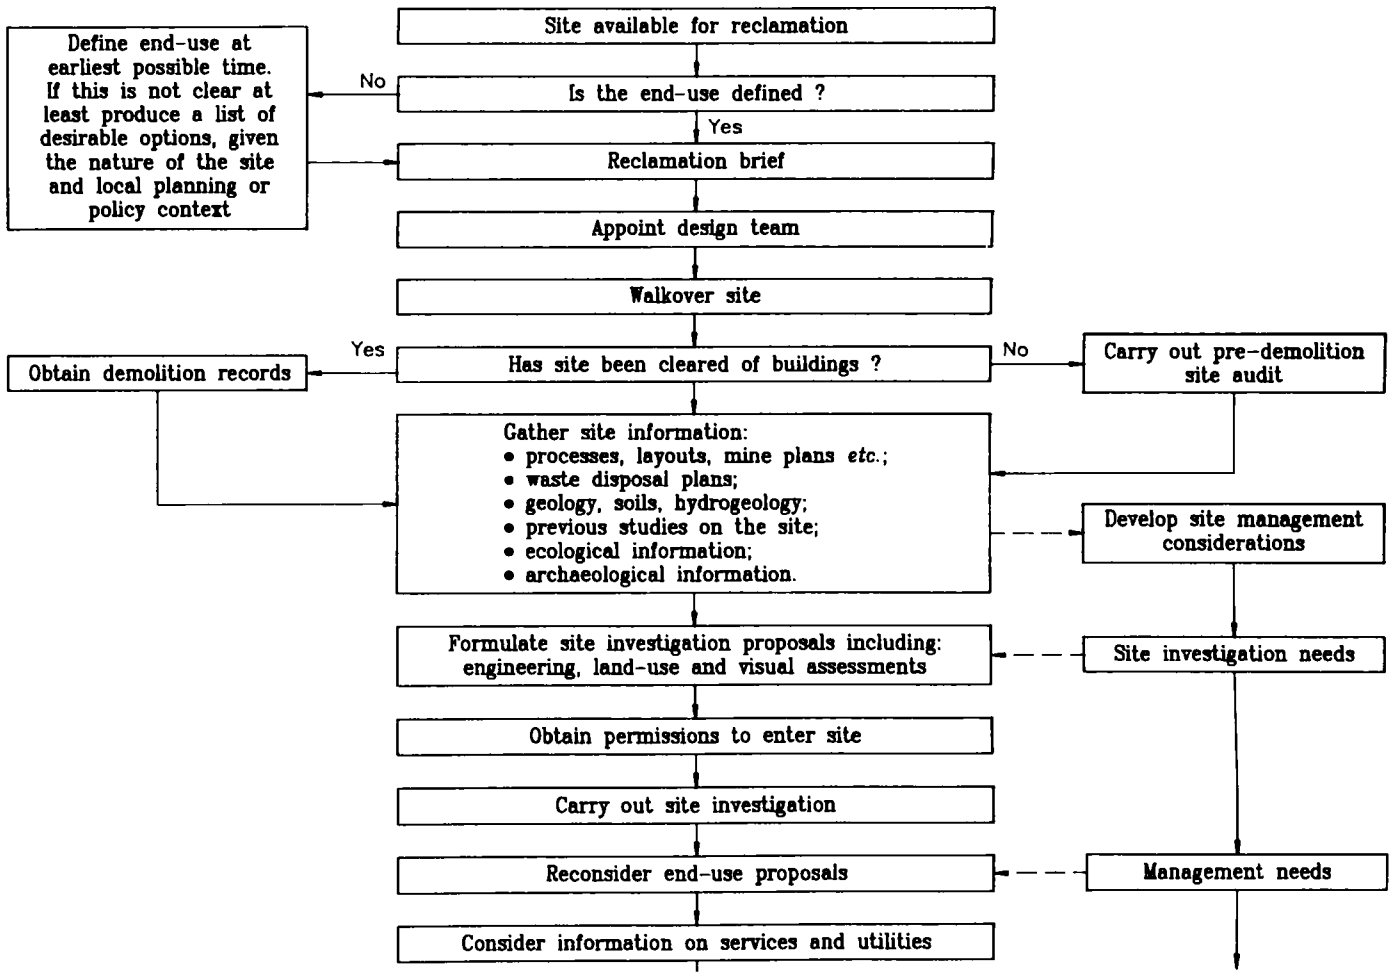 Site available for reclamation
Define end-use at
earliest possible time.
If this is not clear at
least produce a list of
desirable options, given
the nature of the site
and local planning or
policy context
No
Is the end-use defined ?
Yes
Reclamation brief
Appoint design team
Walkover site
Yes
Has site been cleared of buildings ?
No
Obtain demolition records
Carry out pre-demolition
site audit
Gather site information:
• processes, layouts, mine plans etc.;
• waste disposal plans;
• geology, soils, hydrogeology;
• previous studies on the site;
• ecological information;
• archaeological information.
Develop site management
considerations
Formulate site investigation proposals including:
engineering, land-use and visual assessments
Site investigation needs
Obtain permissions to enter site
Carry out site investigation
Reconsider end-use proposals
Management needs
Consider information on services and utilities